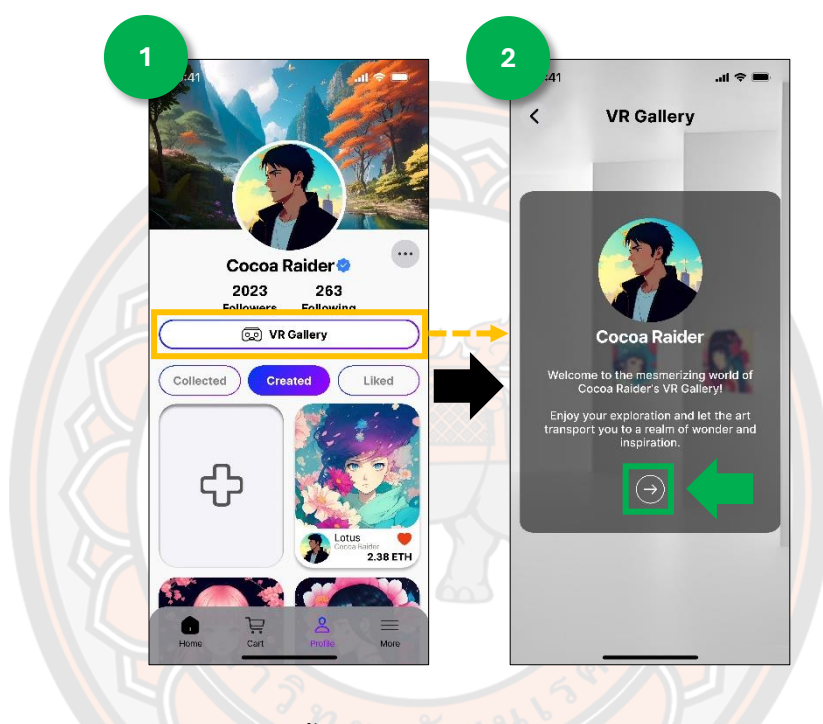 1
:41
Cocoa Raider
2023 263
Followers Following
VR Gallery
Collected Created Liked
Lotus
Cocoa Raider
2.38 ETH
Home Cart Profile More
2
:41
VR Gallery
Cocoa Raider
Welcome to the mesmerizing world of
Cocoa Raider's VR Gallery!
Enjoy your exploration and let the art
transport you to a realm of wonder and
inspiration.